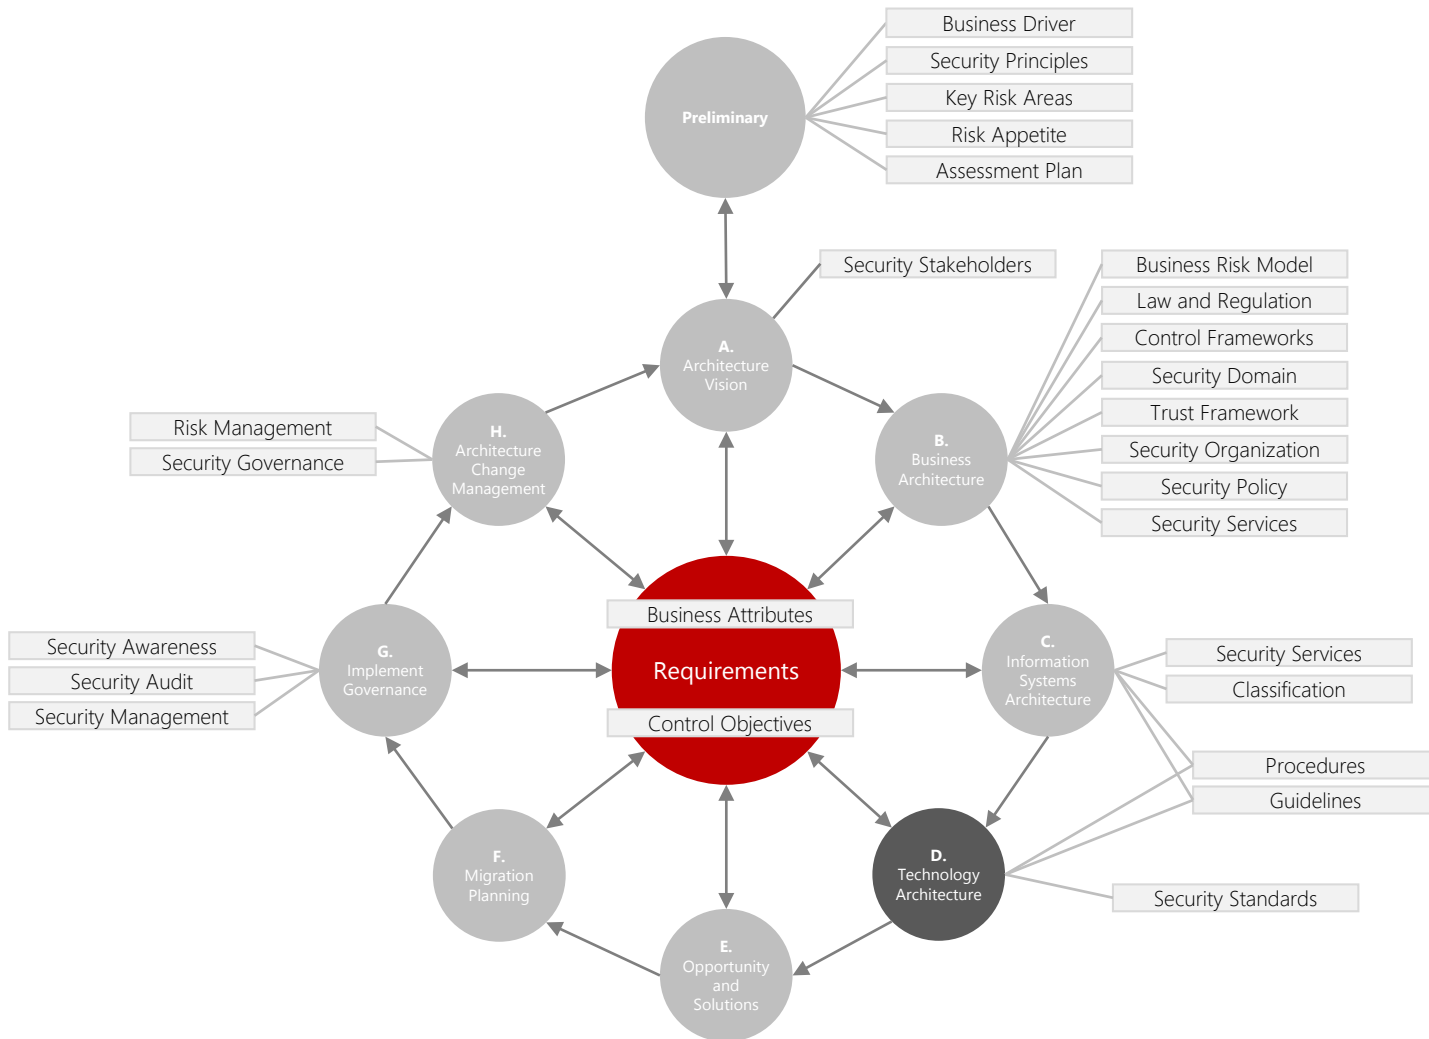 Business Driver
Security Principles
Preliminary
Key Risk Areas
Risk Appetite
Assessment Plan
Security Stakeholders
A.
Architecture
Vision
Business Risk Model
Law and Regulation
Control Frameworks
Security Domain
Trust Framework
Security Organization
Security Policy
Security Services
Risk Management
Security Governance
H.
Architecture
Change
Management
B.
Business
Architecture
Business Attributes
Requirements
Control Objectives
Security Awareness
Security Audit
Security Management
G.
Implement
Governance
C.
Information
Systems
Architecture
Security Services
Classification
Procedures
Guidelines
F.
Migration
Planning
D.
Technology
Architecture
Security Standards
E.
Opportunity
and
Solutions